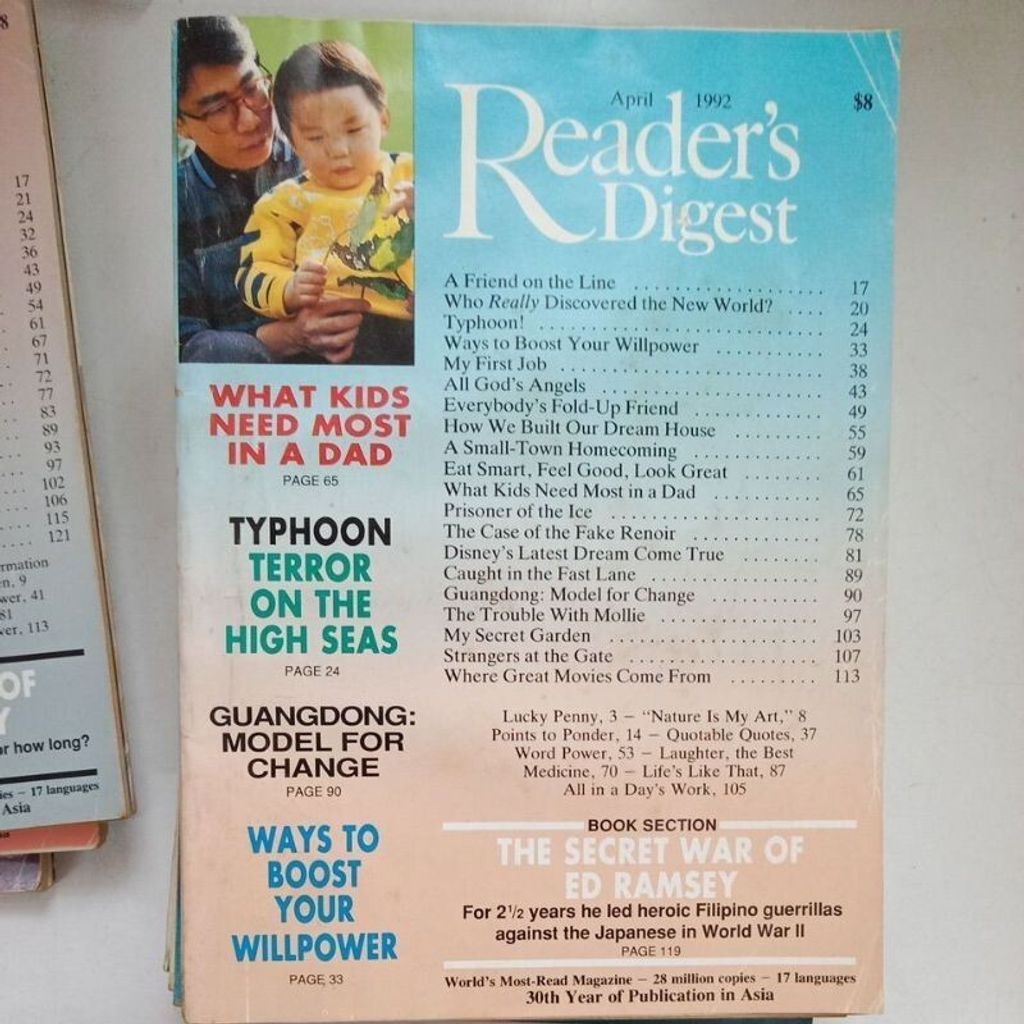 8
17
21
24
32
36
43
49
54
61
67
71
72
77
83
89
93
97
102
106
115
121
rmation
en, 9
wer, 41
81
ver, 113
OF
Y
or how long?
ies – 17 languages
Asia
April 1992
$8
Reader's
Digest
A Friend on the Line .................... 17
Who Really Discovered the New World? .... 20
Typhoon! .............................. 24
Ways to Boost Your Willpower ........... 33
My First Job ........................... 38
All God's Angels ....................... 43
Everybody's Fold-Up Friend ............. 49
How We Built Our Dream House ......... 55
A Small-Town Homecoming ............ 59
Eat Smart, Feel Good, Look Great ........ 61
What Kids Need Most in a Dad ........... 65
Prisoner of the Ice ..................... 72
The Case of the Fake Renoir ............. 78
Disney's Latest Dream Come True ....... 81
Caught in the Fast Lane ................. 89
Guangdong: Model for Change ........... 90
The Trouble With Mollie ................ 97
My Secret Garden ..................... 103
Strangers at the Gate ................... 107
Where Great Movies Come From ......... 113
Lucky Penny, 3 – "Nature Is My Art," 8
Points to Ponder, 14 – Quotable Quotes, 37
Word Power, 53 – Laughter, the Best
Medicine, 70 – Life's Like That, 87
All in a Day's Work, 105
BOOK SECTION
THE SECRET WAR OF
ED RAMSEY
For 2½ years he led heroic Filipino guerrillas
against the Japanese in World War II
PAGE 119
World's Most-Read Magazine – 28 million copies – 17 languages
30th Year of Publication in Asia
WHAT KIDS
NEED MOST
IN A DAD
PAGE 65
TYPHOON
TERROR
ON THE
HIGH SEAS
PAGE 24
GUANGDONG:
MODEL FOR
CHANGE
PAGE 90
WAYS TO
BOOST
YOUR
WILLPOWER
PAGE 33